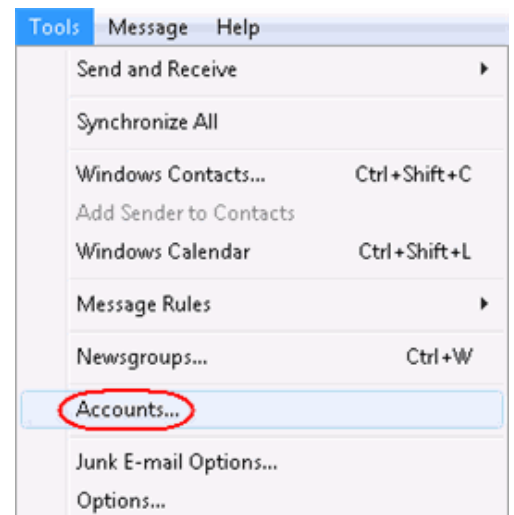 Tools Message Help
Send and Receive
Synchronize All
Windows Contacts... Ctrl+Shift+C
Add Sender to Contacts
Windows Calendar Ctrl+Shift+L
Message Rules
Newsgroups... Ctrl+W
Accounts...
Junk E-mail Options...
Options...